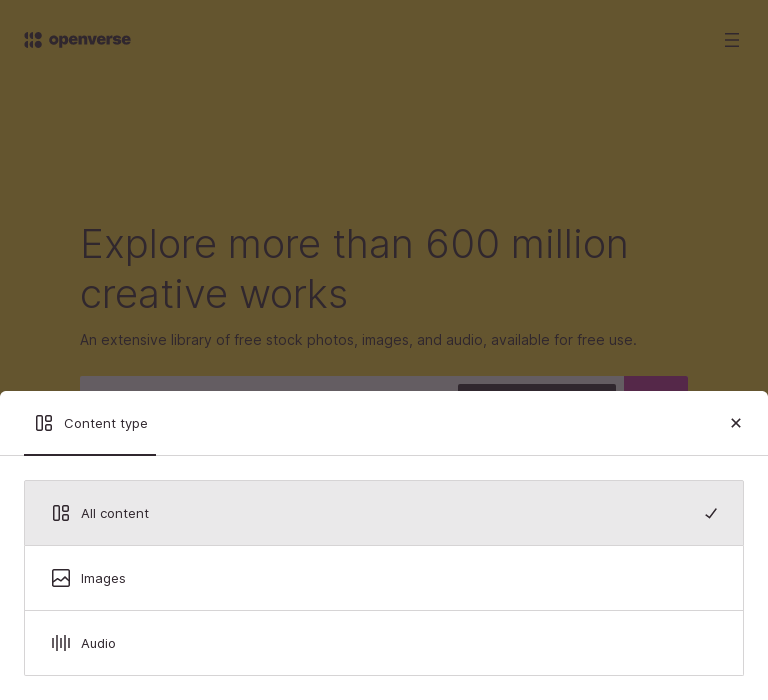 openverse
Explore more than 600 million
creative works
An extensive library of free stock photos, images, and audio, available for free use.
Content type
All content
Images
Audio